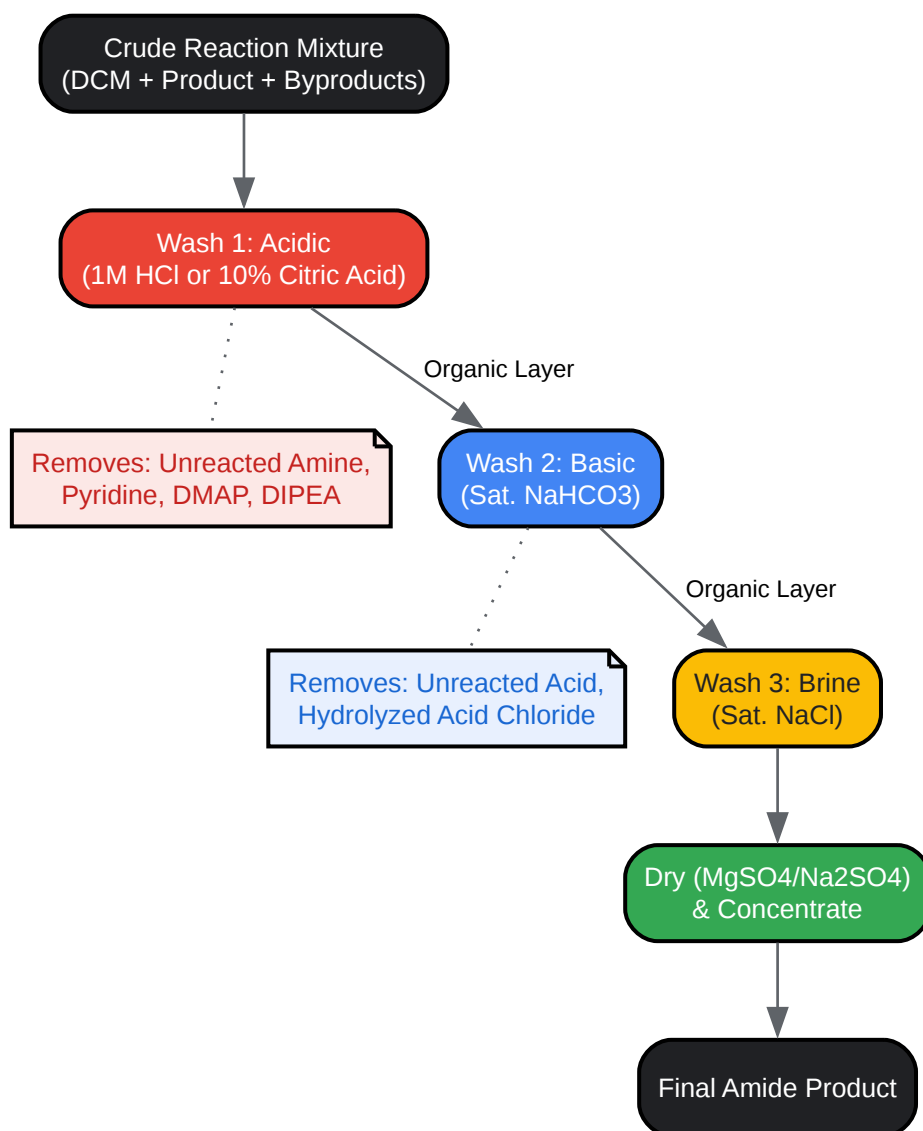 Crude Reaction Mixture
(DCM + Product + Byproducts)
Wash 1: Acidic
(1M HCl or 10% Citric Acid)
Organic Layer
Removes: Unreacted Amine,
Pyridine, DMAP, DIPEA
Wash 2: Basic
(Sat. NaHCO3)
Organic Layer
Removes: Unreacted Acid,
Hydrolyzed Acid Chloride
Wash 3: Brine
(Sat. NaCl)
Dry (MgSO4/Na2SO4)
& Concentrate
Final Amide Product